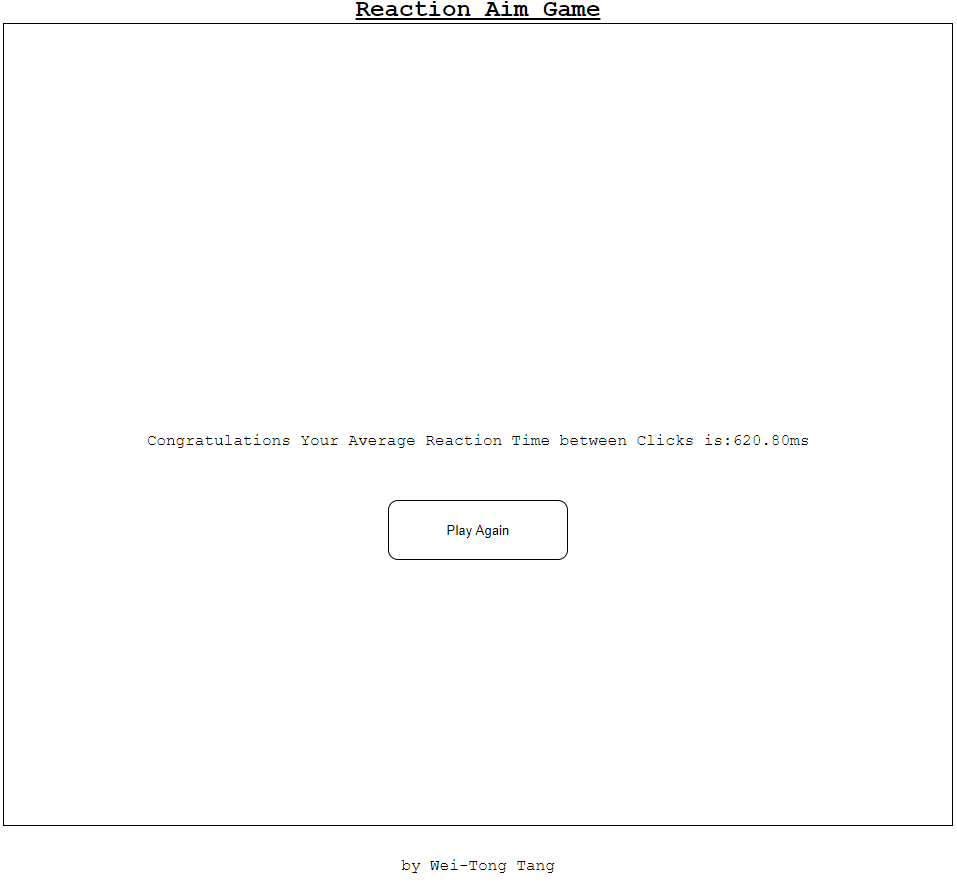 Reaction Aim Game
Congratulations Your Average Reaction Time between Clicks is:620.80ms
Play Again
by Wei-Tong Tang